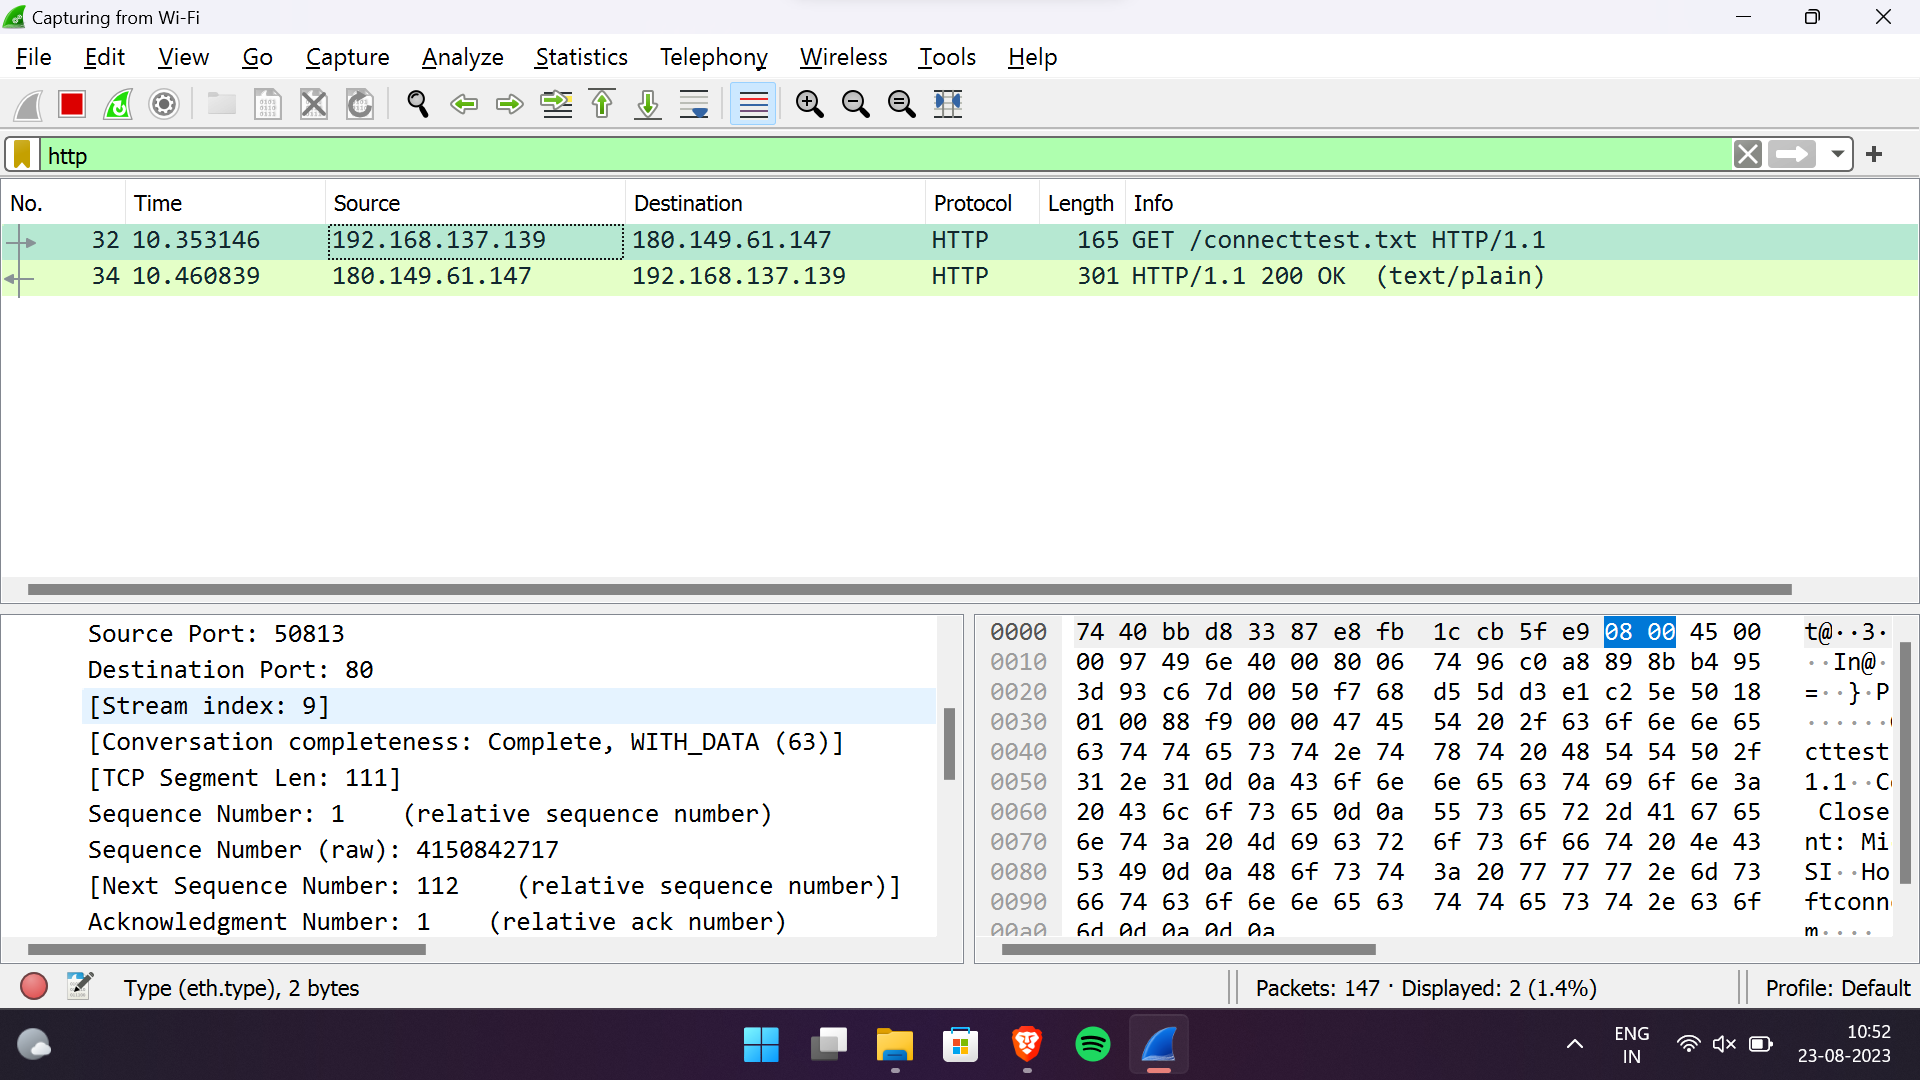 Capturing from Wi-Fi
File Edit View Go Capture Analyze Statistics Telephony Wireless Tools Help
http
No. Time Source Destination Protocol Length Info
32 10.353146 192.168.137.139 180.149.61.147 HTTP 165 GET /connecttest.txt HTTP/1.1
34 10.460839 180.149.61.147 192.168.137.139 HTTP 301 HTTP/1.1 200 OK (text/plain)
Source Port: 50813
Destination Port: 80
[Stream index: 9]
[Conversation completeness: Complete, WITH_DATA (63)]
[TCP Segment Len: 111]
Sequence Number: 1 (relative sequence number)
Sequence Number (raw): 4150842717
[Next Sequence Number: 112 (relative sequence number)]
Acknowledgment Number: 1 (relative ack number)
0000 74 40 bb d8 33 87 e8 fb 1c cb 5f e9 08 00 45 00 t@··3·
0010 00 97 49 6e 40 00 80 06 74 96 c0 a8 89 8b b4 95 ··In@·
0020 3d 93 c6 7d 00 50 f7 68 d5 5d d3 e1 c2 5e 50 18 =··}·P
0030 01 00 88 f9 00 00 47 45 54 20 2f 63 6f 6e 6e 65 ······
0040 63 74 74 65 73 74 2e 74 78 74 20 48 54 54 50 2f cttest
0050 31 2e 31 0d 0a 43 6f 6e 6e 65 63 74 69 6f 6e 3a 1.1··C
0060 20 43 6c 6f 73 65 0d 0a 55 73 65 72 2d 41 67 65 Close
0070 6e 74 3a 20 4d 69 63 72 6f 73 6f 66 74 20 4e 43 nt: Mi
0080 53 49 0d 0a 48 6f 73 74 3a 20 77 77 77 2e 6d 73 SI··Ho
0090 66 74 63 6f 6e 6e 65 63 74 74 65 73 74 2e 63 6f ftconn
00a0 6d 0d 0a 0d 0a m····
Type (eth.type), 2 bytes
Packets: 147 · Displayed: 2 (1.4%)
Profile: Default
ENG
IN
10:52
23-08-2023